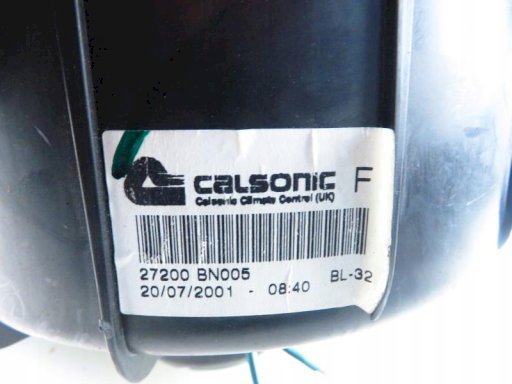 calsonic F
Calsonic Climate Control (UK)
27200 BN005 BL-32
20/07/2001 - 08:40